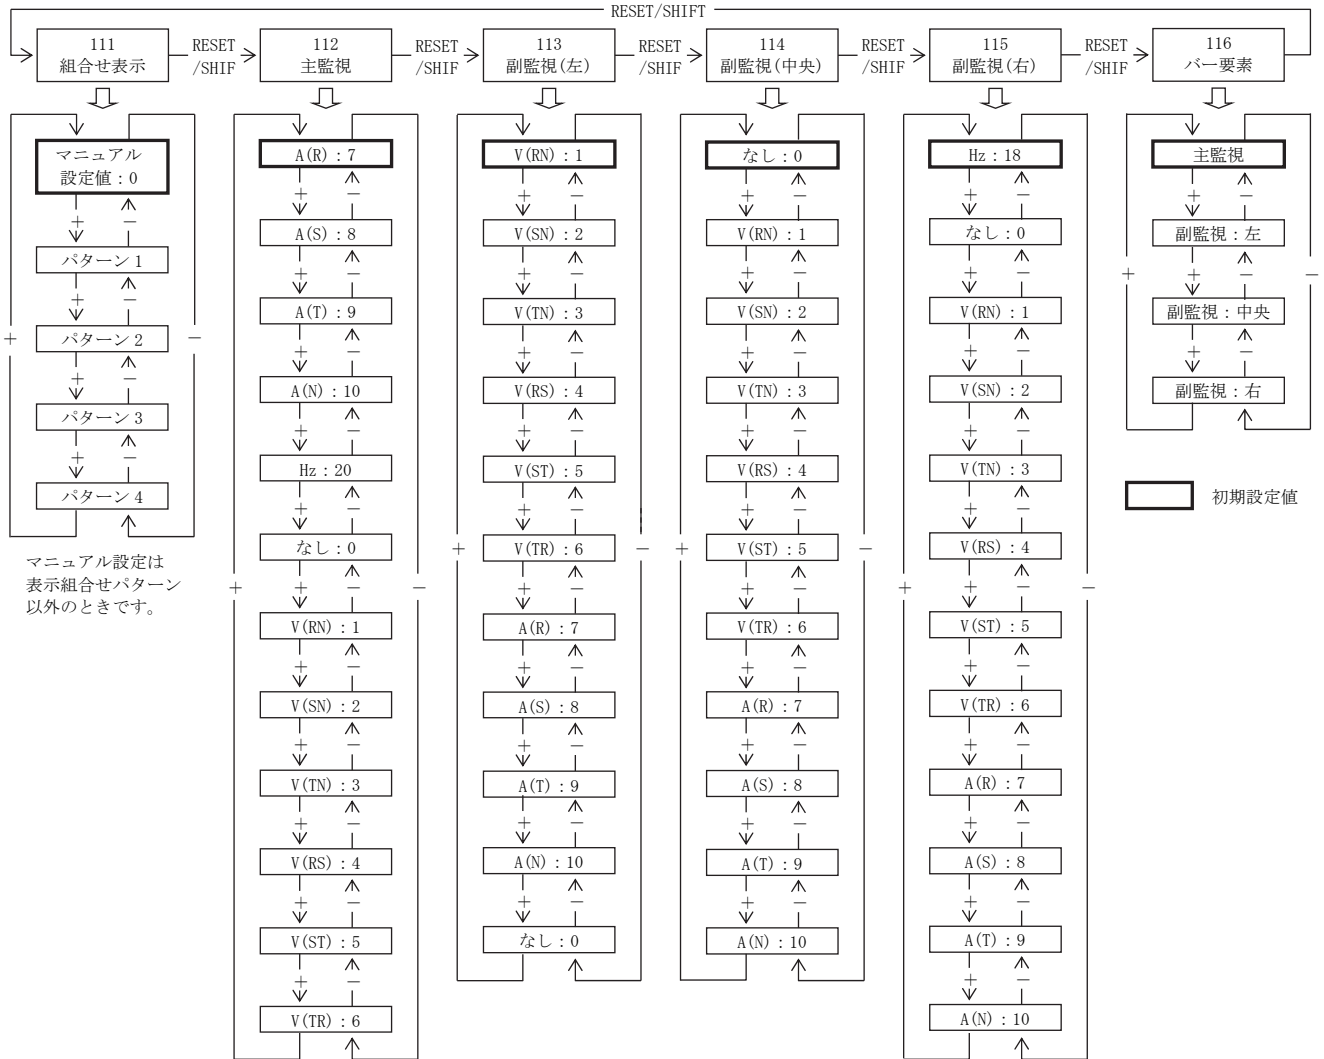 RESET/SHIFT
111
組合せ表示
RESET
/SHIF
112
主監視
RESET
/SHIF
113
副監視(左)
RESET
/SHIF
114
副監視(中央)
RESET
/SHIF
115
副監視(右)
RESET
/SHIF
116
バー要素
マニュアル
設定値：0
+ −
パターン 1
+ −
パターン 2
+ −
パターン 3
+ −
パターン 4
+ −
マニュアル設定は
表示組合せパターン
以外のときです。
A(R)：7
+ −
A(S)：8
+ −
A(T)：9
+ −
A(N)：10
+ −
Hz：20
+ −
なし：0
+ −
V(RN)：1
+ −
V(SN)：2
+ −
V(TN)：3
+ −
V(RS)：4
+ −
V(ST)：5
+ −
V(TR)：6
+ −
V(RN)：1
+ −
V(SN)：2
+ −
V(TN)：3
+ −
V(RS)：4
+ −
V(ST)：5
+ −
V(TR)：6
+ −
A(R)：7
+ −
A(S)：8
+ −
A(T)：9
+ −
A(N)：10
+ −
なし：0
+ −
なし：0
+ −
V(RN)：1
+ −
V(SN)：2
+ −
V(TN)：3
+ −
V(RS)：4
+ −
V(ST)：5
+ −
V(TR)：6
+ −
A(R)：7
+ −
A(S)：8
+ −
A(T)：9
+ −
A(N)：10
+ −
Hz：18
+ −
なし：0
+ −
V(RN)：1
+ −
V(SN)：2
+ −
V(TN)：3
+ −
V(RS)：4
+ −
V(ST)：5
+ −
V(TR)：6
+ −
A(R)：7
+ −
A(S)：8
+ −
A(T)：9
+ −
A(N)：10
+ −
主監視
+ −
副監視：左
+ −
副監視：中央
+ −
副監視：右
+ −
初期設定値